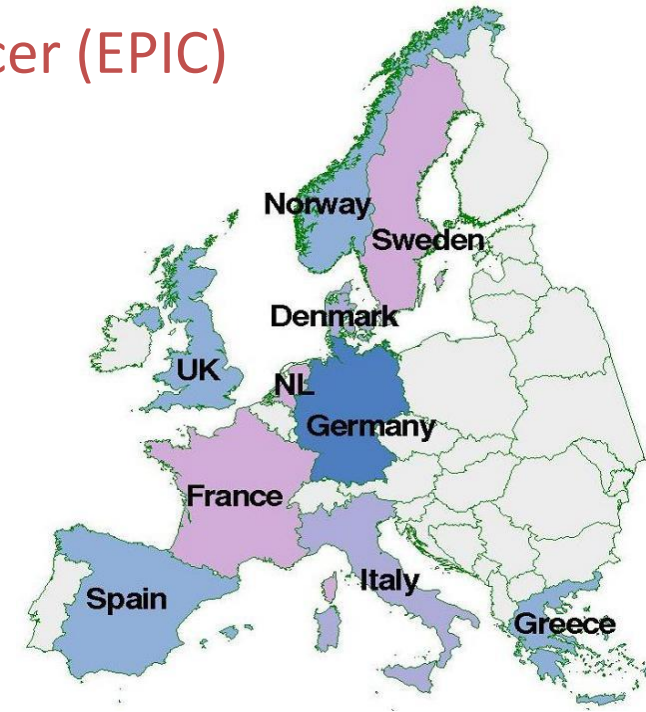 cer (EPIC)
Norway
Sweden
Denmark
UK
NL
Germany
France
Italy
Spain
Greece